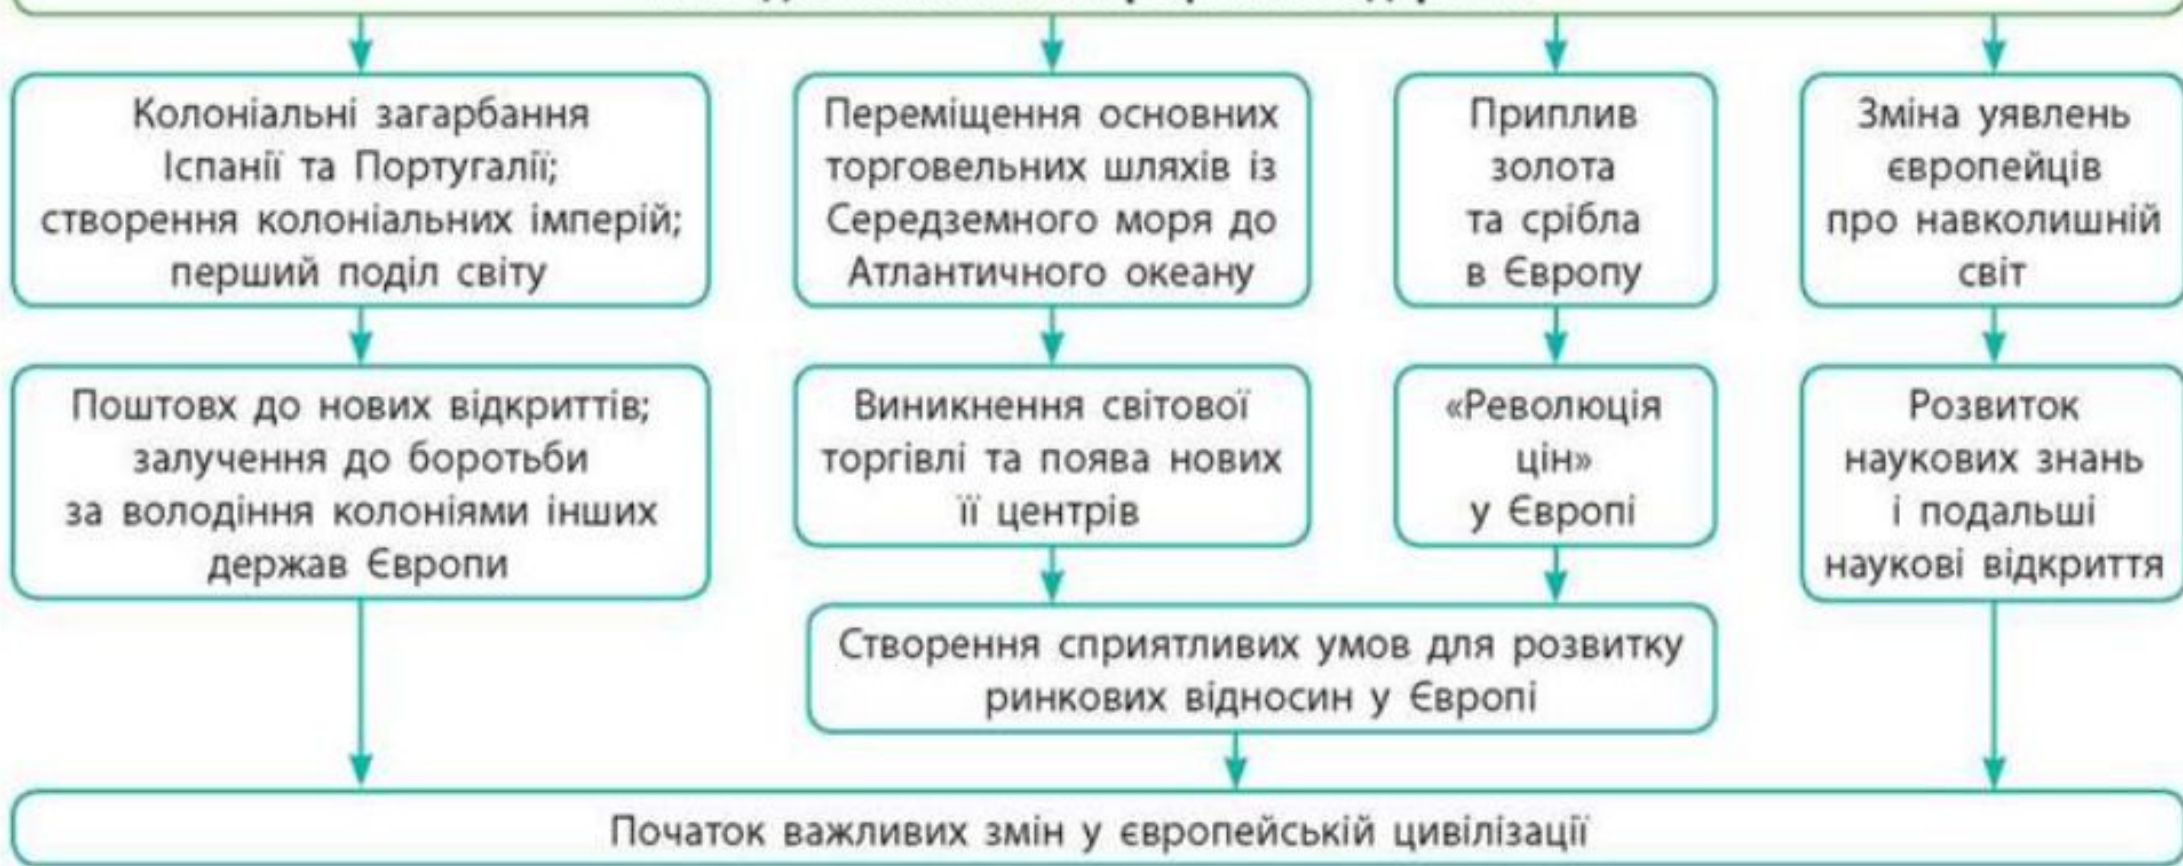 Колоніальні загарбання
Іспанії та Португалії;
створення колоніальних імперій;
перший поділ світу
Переміщення основних
торговельних шляхів із
Середземного моря до
Атлантичного океану
Приплив
золота
та срібла
в Європу
Зміна уявлень
європейців
про навколишній
світ
Поштовх до нових відкриттів;
залучення до боротьби
за володіння колоніями інших
держав Європи
Виникнення світової
торгівлі та поява нових
її центрів
«Революція
цін»
у Європі
Розвиток
наукових знань
і подальші
наукові відкриття
Створення сприятливих умов для розвитку
ринкових відносин у Європі
Початок важливих змін у європейській цивілізації